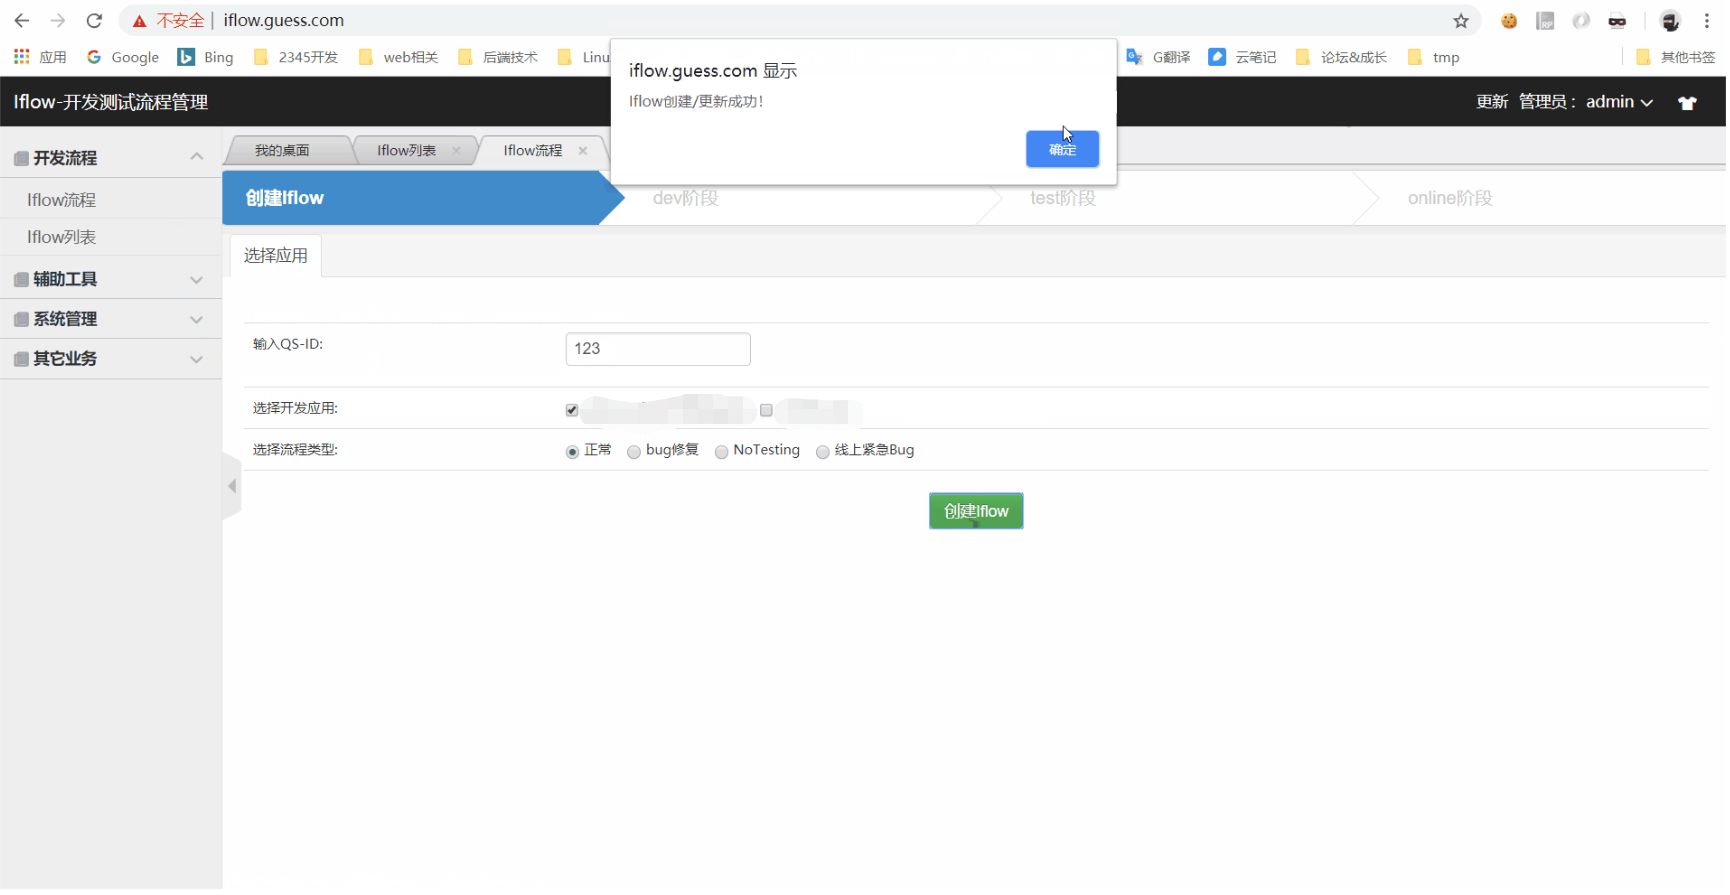 不安全 | iflow.guess.com
应用 Google Bing 2345开发 web相关 后端技术 Linu G翻译 云笔记 论坛&成长 tmp 其他书签
iflow.guess.com 显示
Iflow创建/更新成功！
确定
Iflow-开发测试流程管理
更新 管理员： admin
开发流程
Iflow流程
Iflow列表
辅助工具
系统管理
其它业务
我的桌面 Iflow列表 Iflow流程
创建Iflow dev阶段 test阶段 online阶段
选择应用
输入QS-ID: 123
选择开发应用:
选择流程类型: 正常 bug修复 NoTesting 线上紧急Bug
创建Iflow